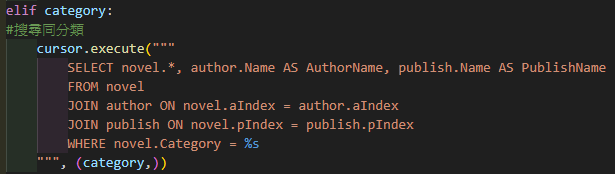 elif category:
#搜尋同分類
cursor.execute("""
SELECT novel.*, author.Name AS AuthorName, publish.Name AS PublishName
FROM novel
JOIN author ON novel.aIndex = author.aIndex
JOIN publish ON novel.pIndex = publish.pIndex
WHERE novel.Category = %s
""", (category,))